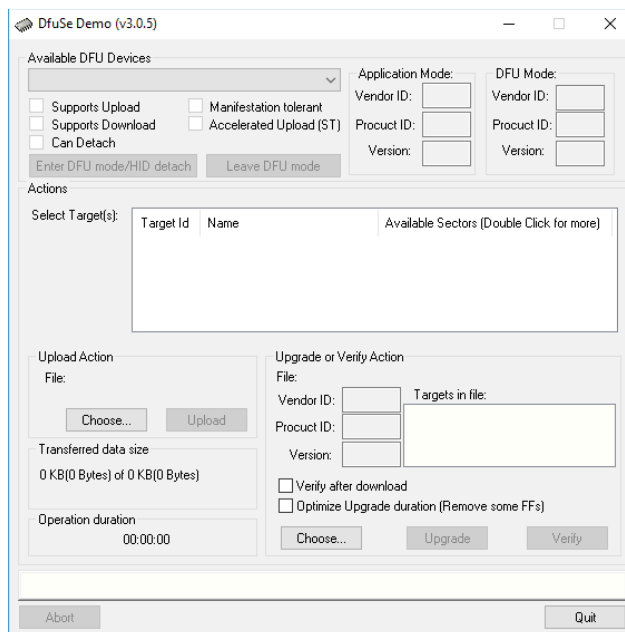 DfuSe Demo (v3.0.5)
Available DFU Devices
Supports Upload
Manifestation tolerant
Supports Download
Accelerated Upload (ST)
Can Detach
Enter DFU mode/HID detach
Leave DFU mode
Application Mode:
Vendor ID:
Procuct ID:
Version:
DFU Mode:
Vendor ID:
Procuct ID:
Version:
Actions
Select Target(s):
Target Id
Name
Available Sectors (Double Click for more)
Upload Action
File:
Choose...
Upload
Transferred data size
0 KB(0 Bytes) of 0 KB(0 Bytes)
Operation duration
00:00:00
Upgrade or Verify Action
File:
Vendor ID:
Procuct ID:
Version:
Targets in file:
Verify after download
Optimize Upgrade duration (Remove some FFs)
Choose...
Upgrade
Verify
Abort
Quit